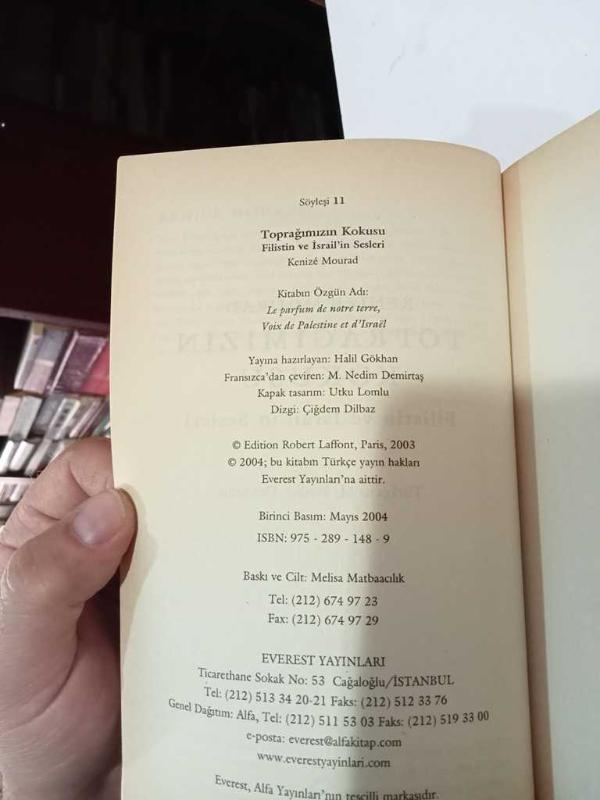 Söyleşi 11
Toprağımızın Kokusu
Filistin ve İsrail'in Sesleri
Kenizé Mourad
Kitabın Özgün Adı:
Le parfum de notre terre,
Voix de Palestine et d'Israël
Yayına hazırlayan: Halil Gökhan
Fransızca'dan çeviren: M. Nedim Demirtaş
Kapak tasarım: Utku Lomlu
Dizgi: Çiğdem Dilbaz
© Edition Robert Laffont, Paris, 2003
© 2004; bu kitabın Türkçe yayın hakları
Everest Yayınları'na aittir.
Birinci Basım: Mayıs 2004
ISBN: 975 - 289 - 148 - 9
Baskı ve Cilt: Melisa Matbaacılık
Tel: (212) 674 97 23
Fax: (212) 674 97 29
EVEREST YAYINLARI
Ticarethane Sokak No: 53 Cağaloğlu/İSTANBUL
Tel: (212) 513 34 20-21 Faks: (212) 512 33 76
Genel Dağıtım: Alfa, Tel: (212) 511 53 03 Faks: (212) 519 33 00
e-posta: everest@alfakitap.com
www.everestyayinlari.com
Everest, Alfa Yayınları'nın tescilli markasıdır.